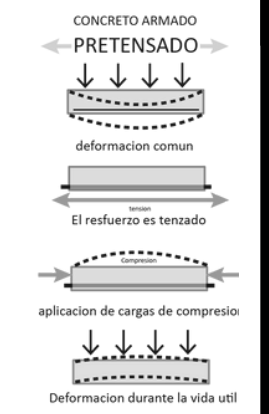 CONCRETO ARMADO
PRETENSADO
deformacion comun
tension
El resfuerzo es tenzado
Compresion
aplicacion de cargas de compresio
Deformacion durante la vida util